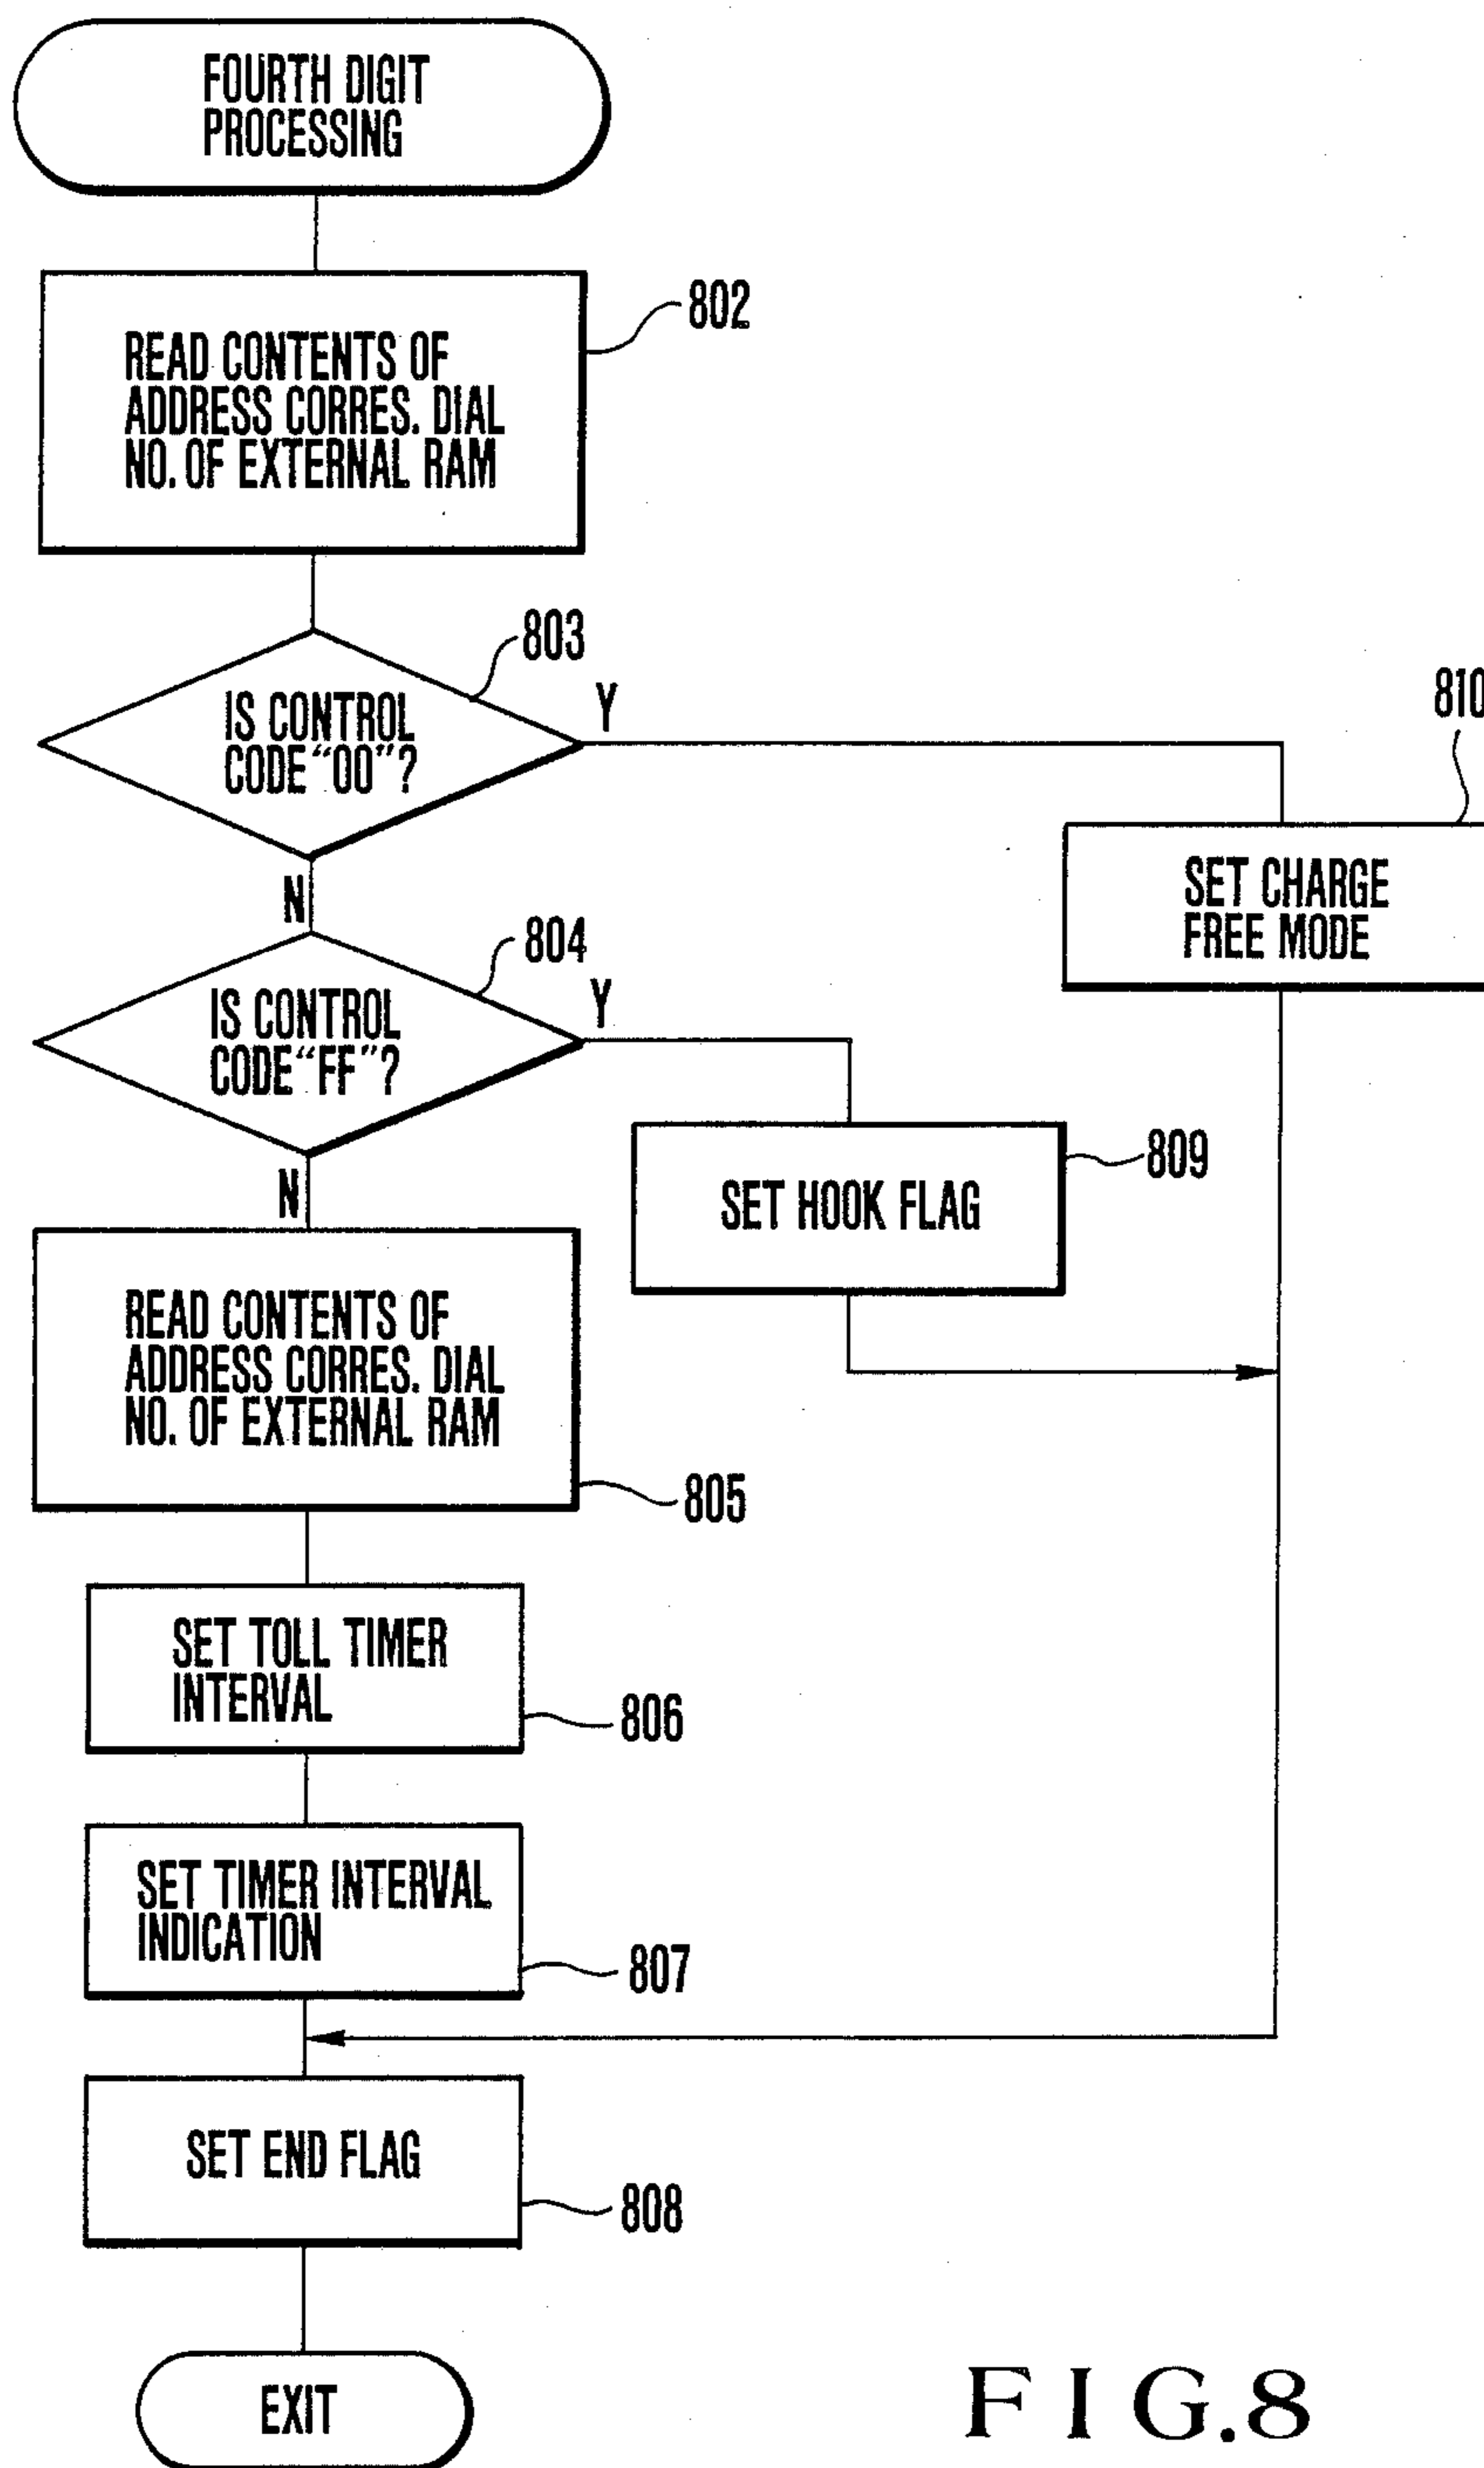 FOURTH DIGIT
PROCESSING
802
READ CONTENTS OF
ADDRESS CORRES. DIAL
NO. OF EXTERNAL RAM
803
IS CONTROL
CODE "00"?
Y
810
SET CHARGE
FREE MODE
N
804
IS CONTROL
CODE "FF"?
Y
809
SET HOOK FLAG
N
READ CONTENTS OF
ADDRESS CORRES. DIAL
NO. OF EXTERNAL RAM
805
SET TOLL TIMER
INTERVAL
806
SET TIMER INTERVAL
INDICATION
807
SET END FLAG
808
EXIT
FIG.8